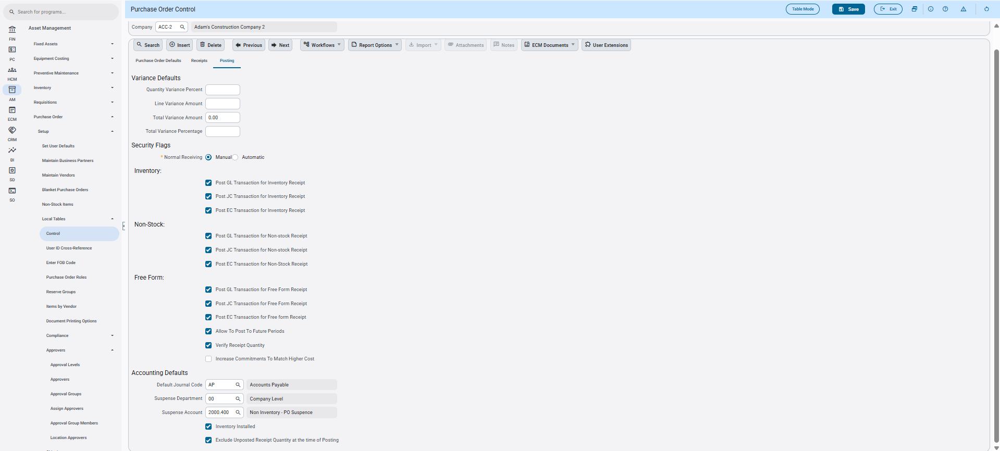 Search for programs...
FIN
PC
HCM
AM
ECM
CRM
BI
SD
SO
Asset Management
Fixed Assets
Equipment Costing
Preventive Maintenance
Inventory
Requisitions
Purchase Order
Setup
Set User Defaults
Maintain Business Partners
Maintain Vendors
Blanket Purchase Orders
Non-Stock Items
Local Tables
Control
User ID Cross-Reference
Enter FOB Code
Purchase Order Roles
Reserve Groups
Items by Vendor
Document Printing Options
Compliance
Approvers
Approval Levels
Approvers
Approval Groups
Assign Approvers
Approval Group Members
Location Approvers
Purchase Order Control
Table Mode Save Exit
Company ACC-2 Adam's Construction Company 2
Search Insert Delete Previous Next Workflows Report Options Import Attachments Notes ECM Documents User Extensions
Purchase Order Defaults Receipts Posting
Variance Defaults
Quantity Variance Percent
Line Variance Amount
Total Variance Amount 0.00
Total Variance Percentage
Security Flags
* Normal Receiving Manual Automatic
Inventory:
Post GL Transaction for Inventory Receipt
Post JC Transaction for Inventory Receipt
Post EC Transaction for Inventory Receipt
Non-Stock:
Post GL Transaction for Non-stock Receipt
Post JC Transaction for Non-stock Receipt
Post EC Transaction for Non-Stock Receipt
Free Form:
Post GL Transaction for Free Form Receipt
Post JC Transaction for Free Form Receipt
Post EC Transaction for Free form Receipt
Allow To Post To Future Periods
Verify Receipt Quantity
Increase Commitments To Match Higher Cost
Accounting Defaults
Default Journal Code AP Accounts Payable
Suspense Department 00 Company Level
Suspense Account 2000.400 Non Inventory - PO Suspence
Inventory Installed
Exclude Unposted Receipt Quantity at the time of Posting